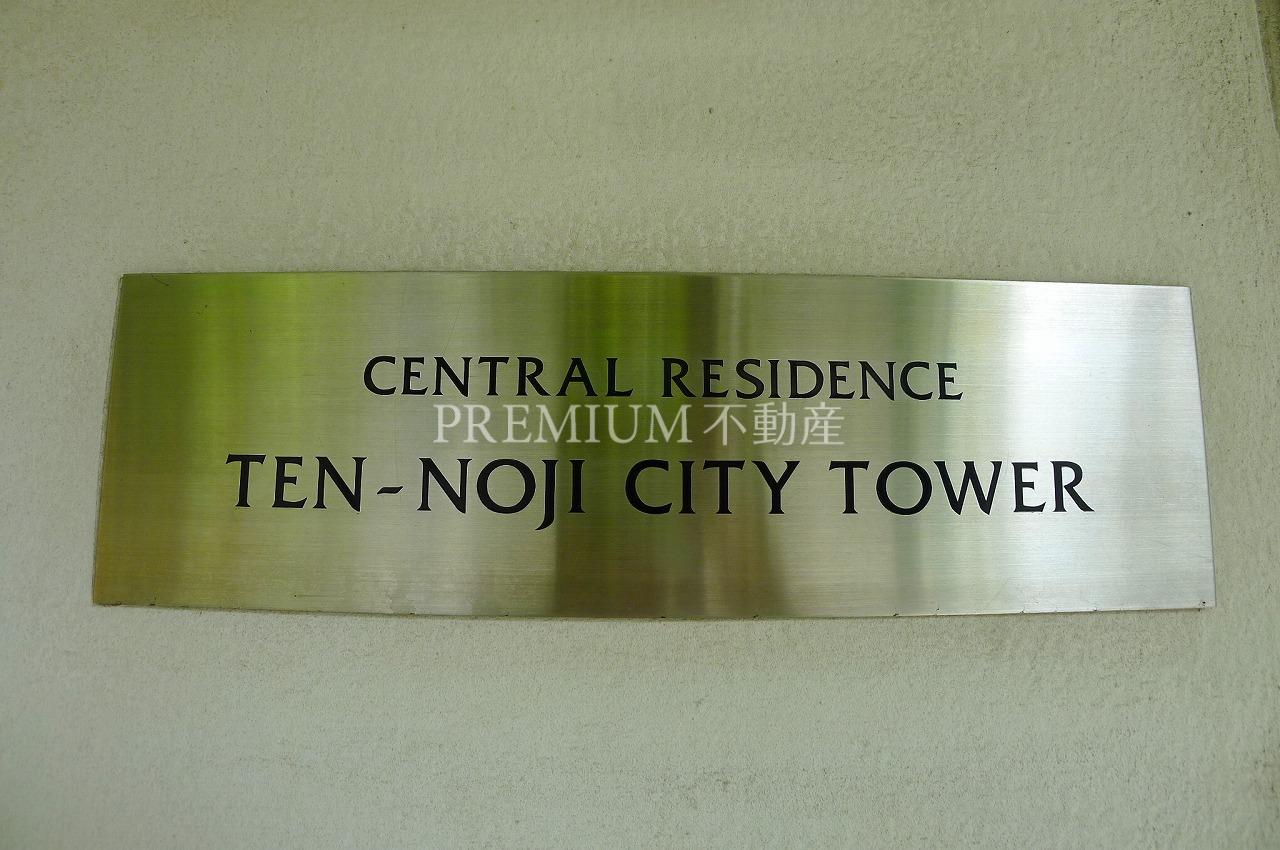 CENTRAL RESIDENCE
PREMIUM 不動産
TEN-NOJI CITY TOWER